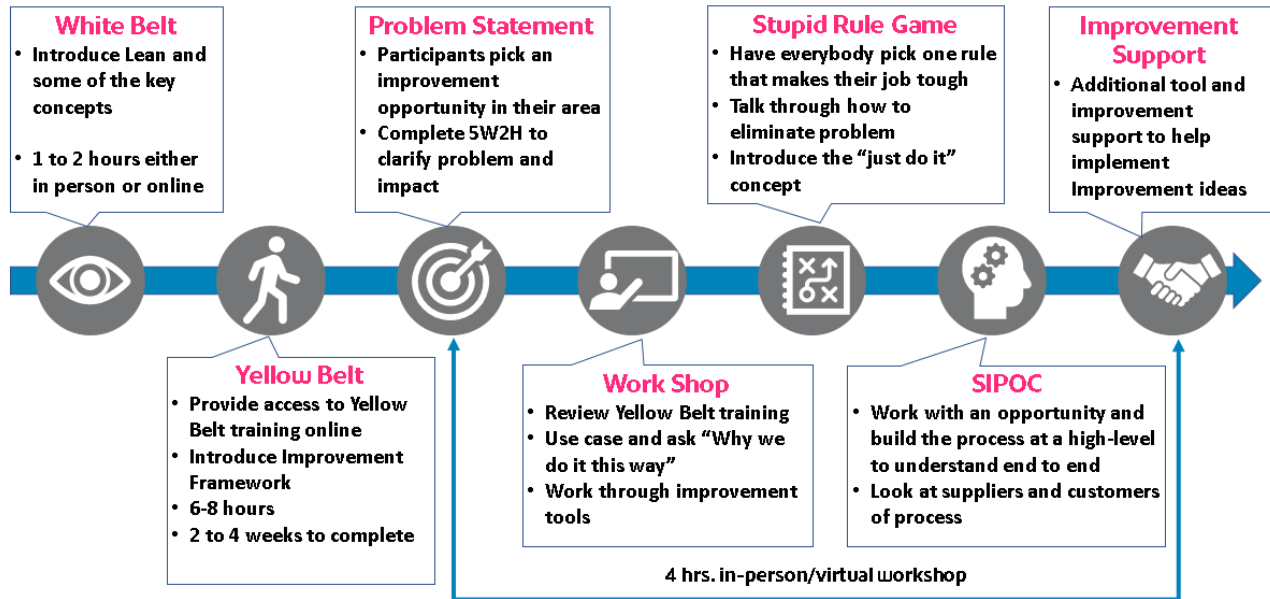 White Belt
• Introduce Lean and
some of the key
concepts
• 1 to 2 hours either
in person or online
Problem Statement
• Participants pick an
improvement
opportunity in their area
• Complete 5W2H to
clarify problem and
impact
Stupid Rule Game
• Have everybody pick one rule
that makes their job tough
• Talk through how to
eliminate problem
• Introduce the “just do it”
concept
Improvement
Support
• Additional tool and
improvement
support to help
implement
Improvement ideas
Yellow Belt
• Provide access to Yellow
Belt training online
• Introduce Improvement
Framework
• 6-8 hours
• 2 to 4 weeks to complete
Work Shop
• Review Yellow Belt training
• Use case and ask “Why we
do it this way”
• Work through improvement
tools
SIPOC
• Work with an opportunity and
build the process at a high-level
to understand end to end
• Look at suppliers and customers
of process
4 hrs. in-person/virtual workshop